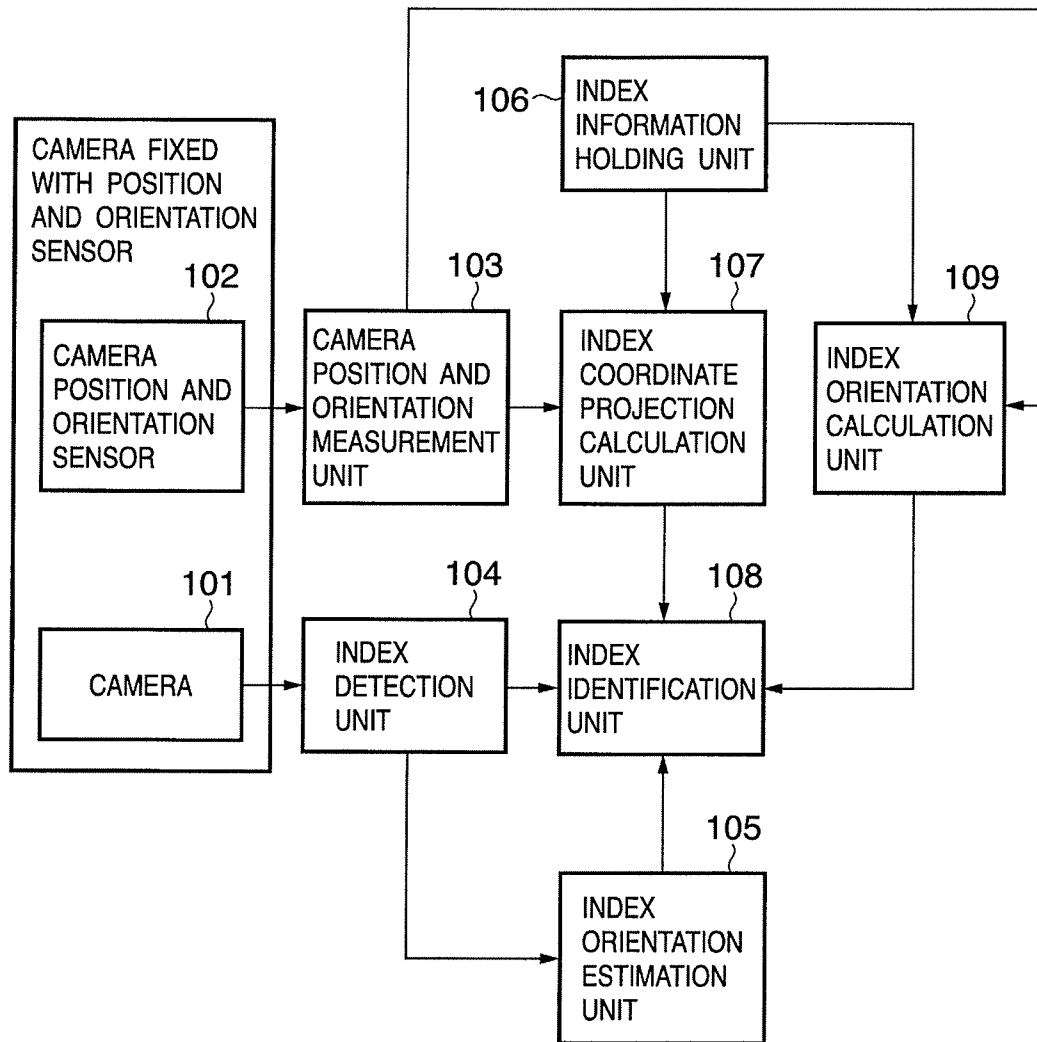 106
INDEX
INFORMATION
HOLDING UNIT
CAMERA FIXED
WITH POSITION
AND ORIENTATION
SENSOR
102
CAMERA
POSITION AND
ORIENTATION
SENSOR
103
CAMERA
POSITION AND
ORIENTATION
MEASUREMENT
UNIT
107
INDEX
COORDINATE
PROJECTION
CALCULATION
UNIT
109
INDEX
ORIENTATION
CALCULATION
UNIT
101
CAMERA
104
INDEX
DETECTION
UNIT
108
INDEX
IDENTIFICATION
UNIT
105
INDEX
ORIENTATION
ESTIMATION
UNIT